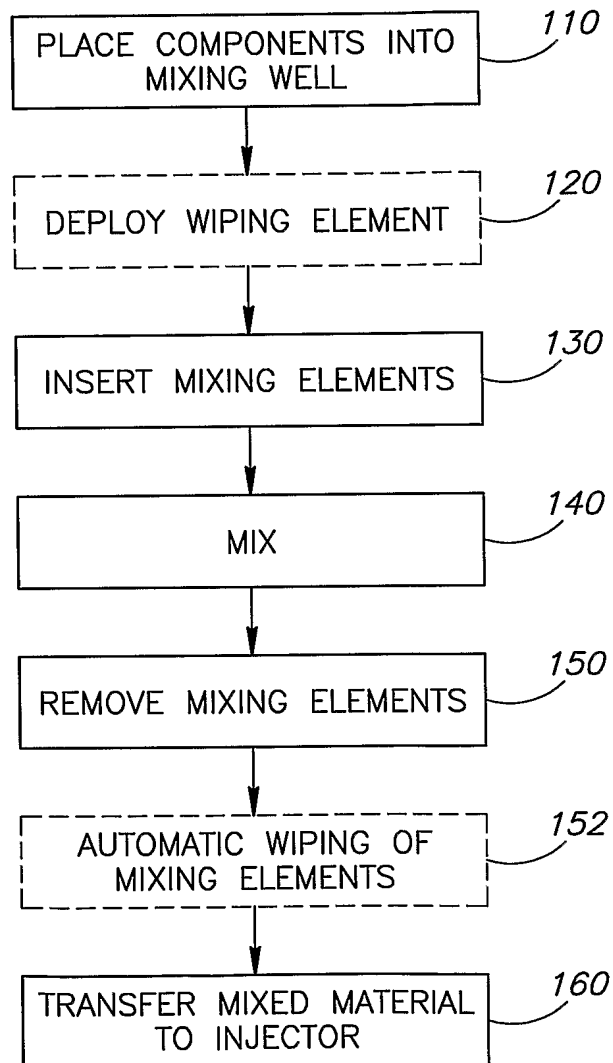 PLACE COMPONENTS INTO
MIXING WELL
110
DEPLOY WIPING ELEMENT
120
INSERT MIXING ELEMENTS
130
MIX
140
REMOVE MIXING ELEMENTS
150
AUTOMATIC WIPING OF
MIXING ELEMENTS
152
TRANSFER MIXED MATERIAL
TO INJECTOR
160